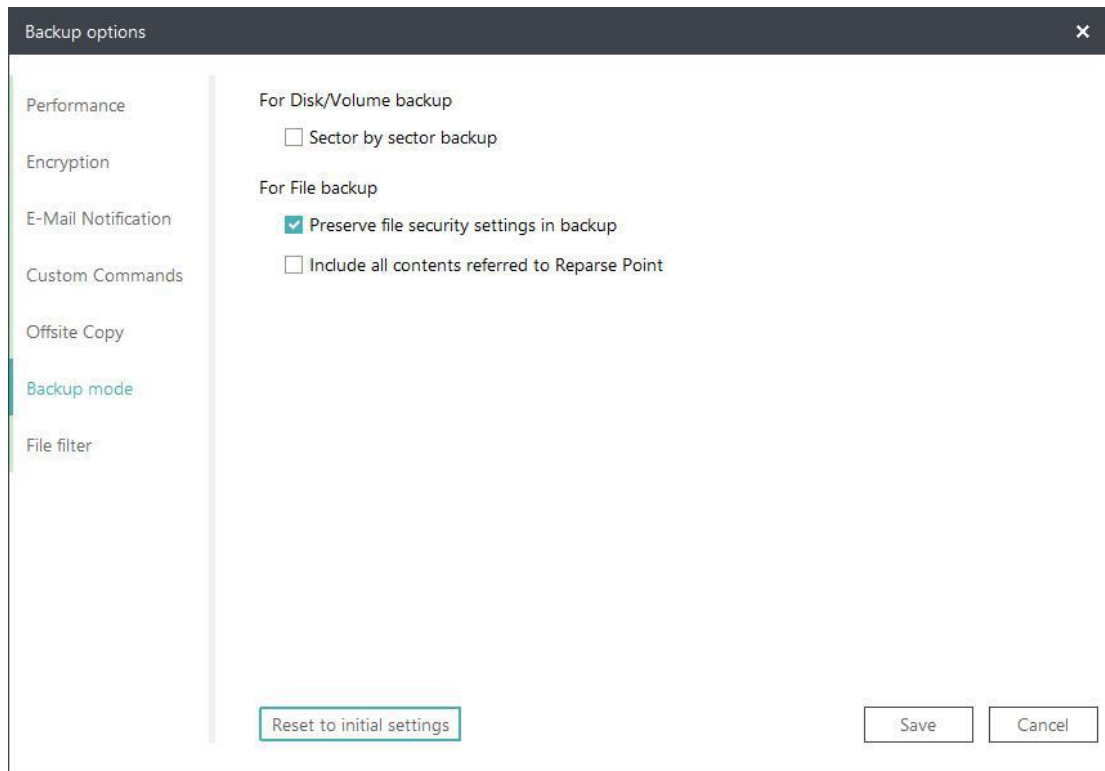 Backup options
Performance
Encryption
E-Mail Notification
Custom Commands
Offsite Copy
Backup mode
File filter
For Disk/Volume backup
Sector by sector backup
For File backup
Preserve file security settings in backup
Include all contents referred to Reparse Point
Reset to initial settings
Save
Cancel